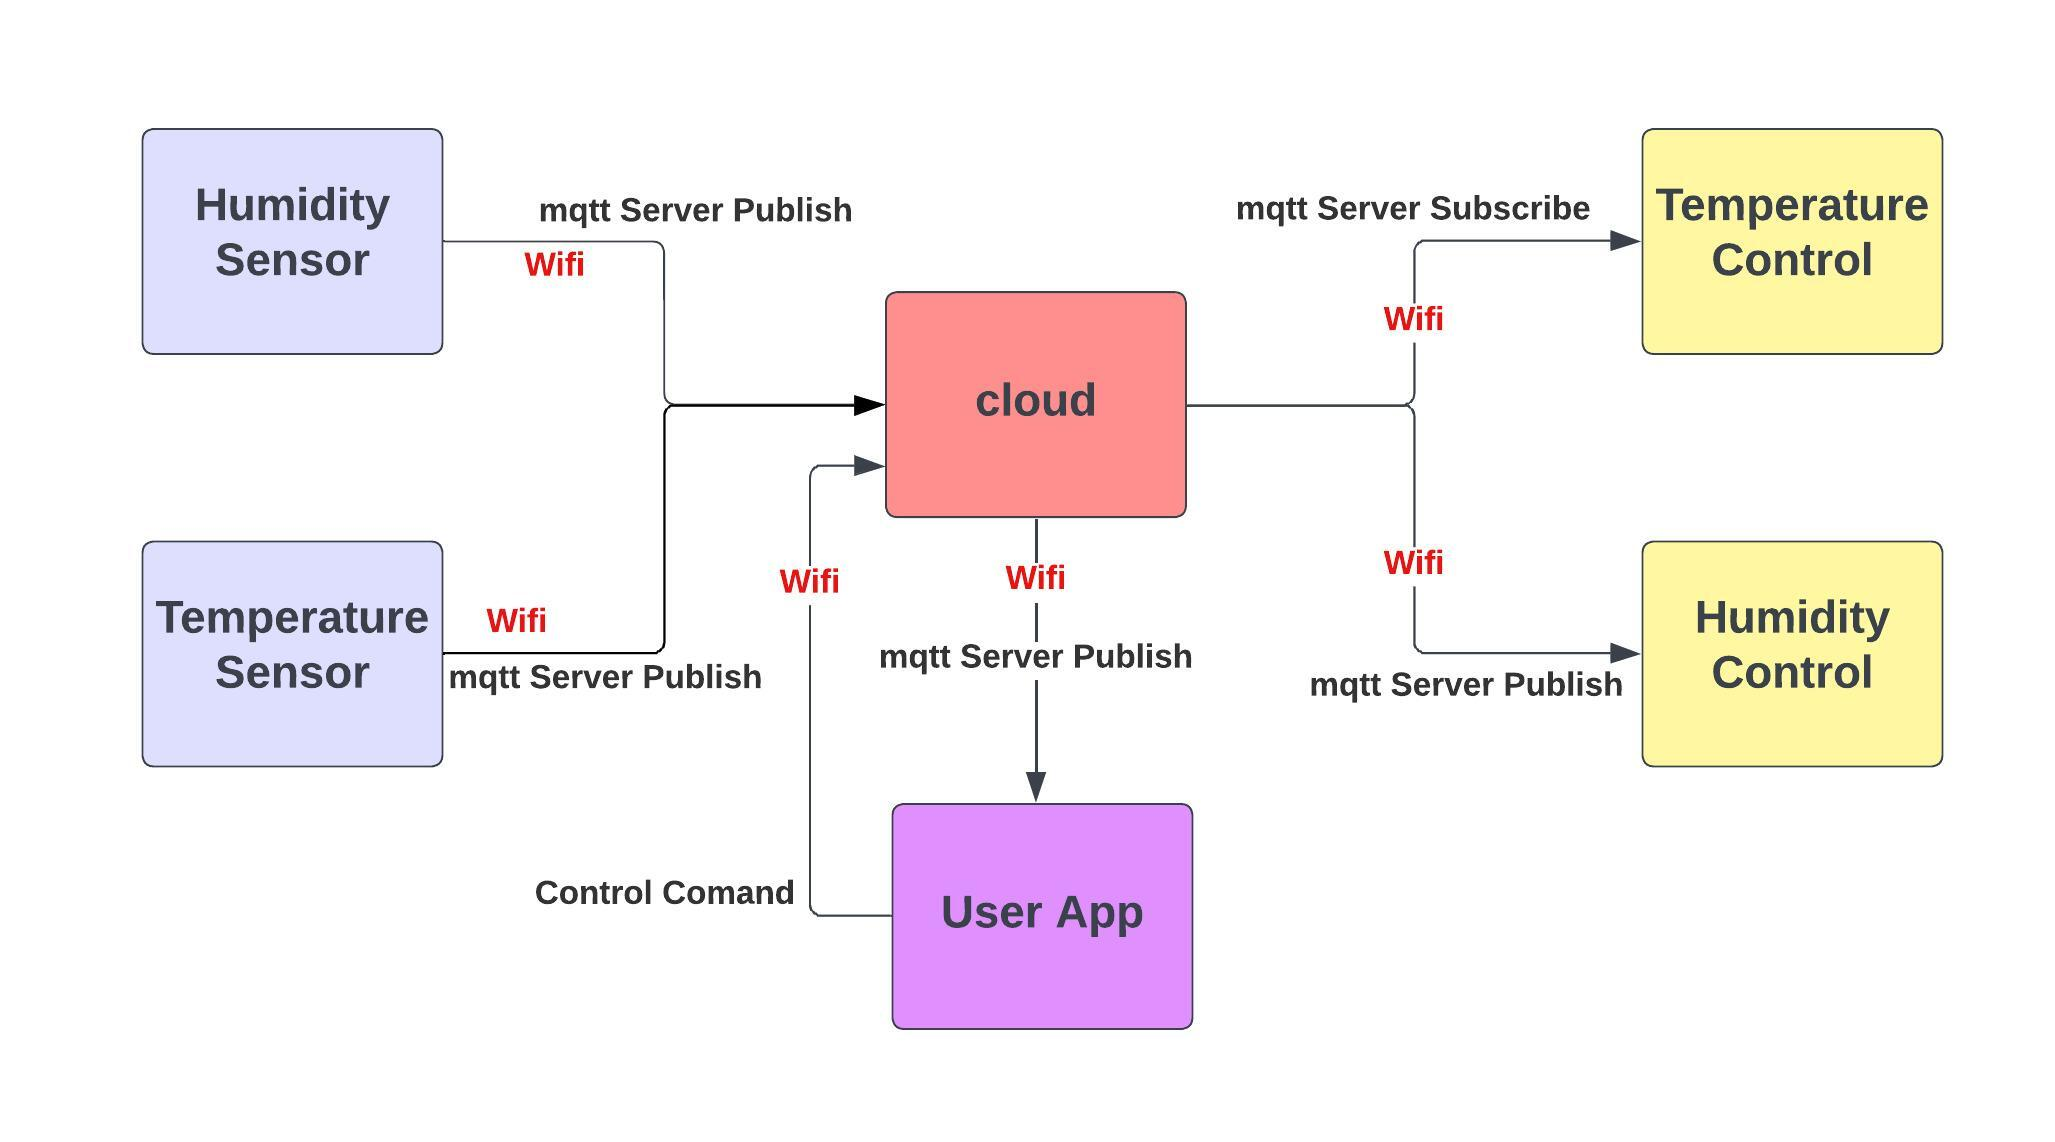 Humidity
Sensor
mqtt Server Publish
Wifi
mqtt Server Subscribe
Temperature
Control
Wifi
cloud
Temperature
Sensor
Wifi
mqtt Server Publish
Wifi
Wifi
mqtt Server Publish
Wifi
mqtt Server Publish
Humidity
Control
Control Comand
User App